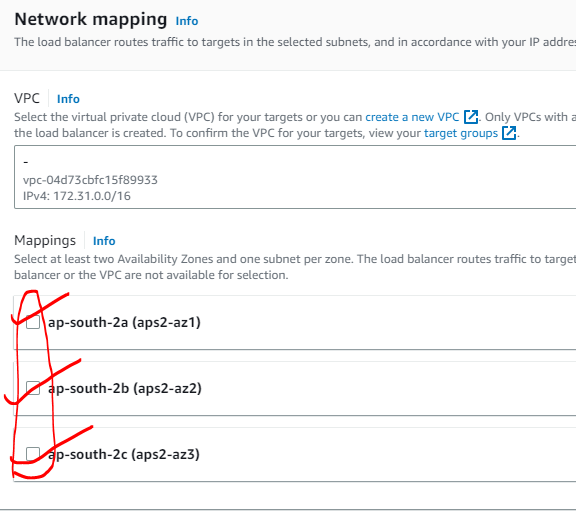 Network mapping Info
The load balancer routes traffic to targets in the selected subnets, and in accordance with your IP addre
VPC Info
Select the virtual private cloud (VPC) for your targets or you can create a new VPC. Only VPCs with a
the load balancer is created. To confirm the VPC for your targets, view your target groups.
-
vpc-04d73cbfc15f89933
IPv4: 172.31.0.0/16
Mappings Info
Select at least two Availability Zones and one subnet per zone. The load balancer routes traffic to target
balancer or the VPC are not available for selection.
ap-south-2a (aps2-az1)
ap-south-2b (aps2-az2)
ap-south-2c (aps2-az3)